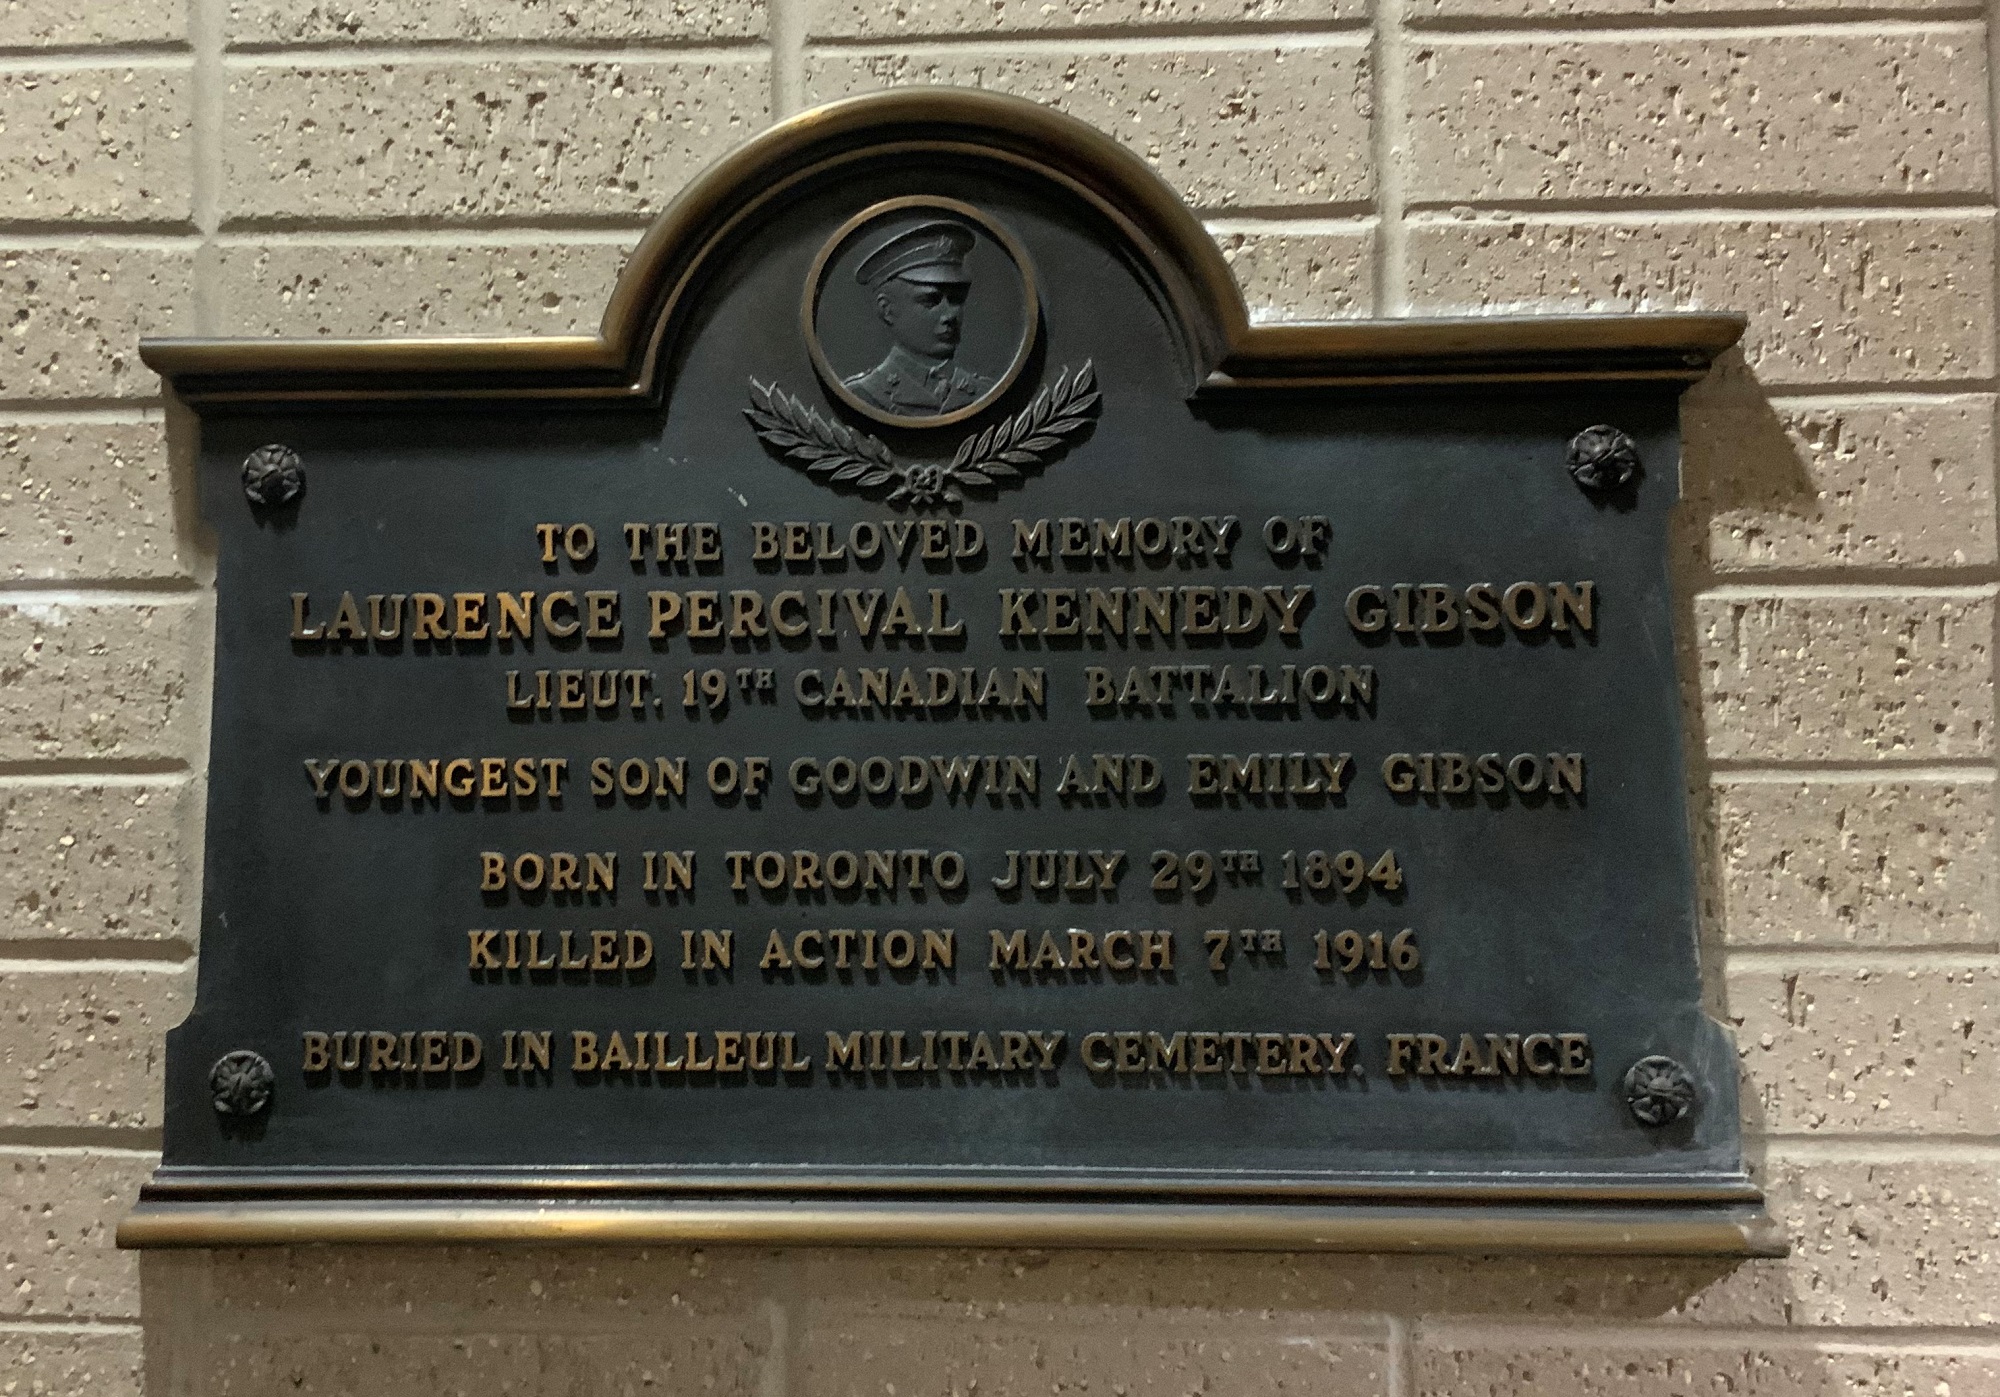 TO THE BELOVED MEMORY OF
LAURENCE PERCIVAL KENNEDY GIBSON
LIEUT. 19TH CANADIAN BATTALION
YOUNGEST SON OF GOODWIN AND EMILY GIBSON
BORN IN TORONTO JULY 29TH 1894
KILLED IN ACTION MARCH 7TH 1916
BURIED IN BAILLEUL MILITARY CEMETERY. FRANCE